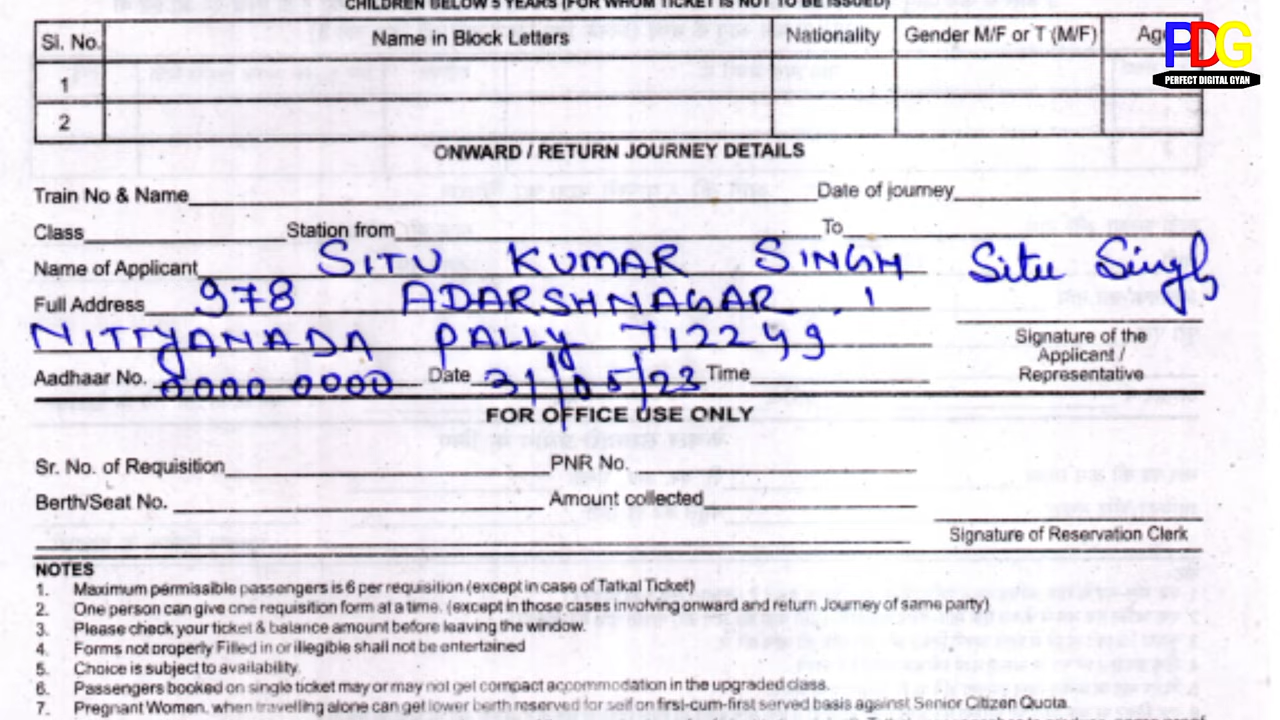 CHILDREN BELOW 5 YEARS (FOR WHOM TICKET IS NOT TO BE ISSUED)
Sl. No. Name in Block Letters Nationality Gender M/F or T (M/F) Age
PDG
PERFECT DIGITAL GYAN
1
2
ONWARD / RETURN JOURNEY DETAILS
Train No & Name Date of journey
Class Station from To
Name of Applicant SITU KUMAR SINGH Situ Singh
Full Address 978 ADARSHNAGAR
NITTYANADA PALLY 712249
Signature of the
Applicant /
Representative
Aadhaar No. 0000 0000 Date 31/05/23 Time
FOR OFFICE USE ONLY
Sr. No. of Requisition PNR No.
Berth/Seat No. Amount collected
Signature of Reservation Clerk
NOTES
1. Maximum permissible passengers is 6 per requisition (except in case of Tatkal Ticket)
2. One person can give one requisition form at a time. (except in those cases involving onward and return Journey of same party)
3. Please check your ticket & balance amount before leaving the window.
4. Forms not properly Filled in or illegible shall not be entertained
5. Choice is subject to availability.
6. Passengers booked on single ticket may or may not get compact accommodation in the upgraded class.
7. Pregnant Women, when travelling alone can get lower berth reserved for self on first-cum-first served basis against Senior Citizen Quota.